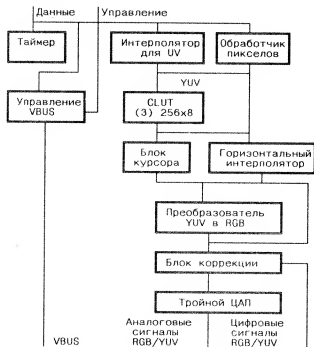 Данные
Управление
Таймер
Интерполятор
для UV
Обработчик
пикселов
YUV
Управление
VBUS
CLUT
(3) 256x8
Блок
курсора
Горизонтальный
интерполятор
Преобразователь
YUV в RGB
Блок коррекции
Тройной ЦАП
Аналоговые
сигналы
RGB/YUV
Цифровые
сигналы
RGB/YUV
VBUS